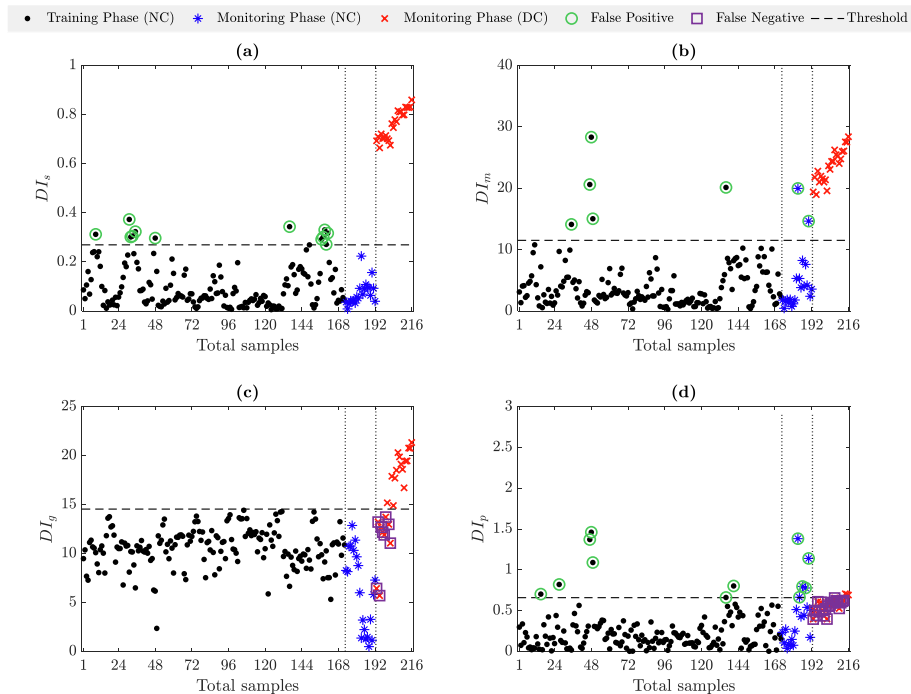 Training Phase (NC) Monitoring Phase (NC) Monitoring Phase (DC) False Positive False Negative Threshold
(a) (b)
1 0.8 0.6 0.4 0.2 0
DI_s
1 24 48 72 96 120 144 168 192 216
Total samples
40 30 20 10 0
DI_m
1 24 48 72 96 120 144 168 192 216
Total samples
(c) (d)
25 20 15 10 5 0
DI_g
1 24 48 72 96 120 144 168 192 216
Total samples
3 2.5 2 1.5 1 0.5 0
DI_p
1 24 48 72 96 120 144 168 192 216
Total samples